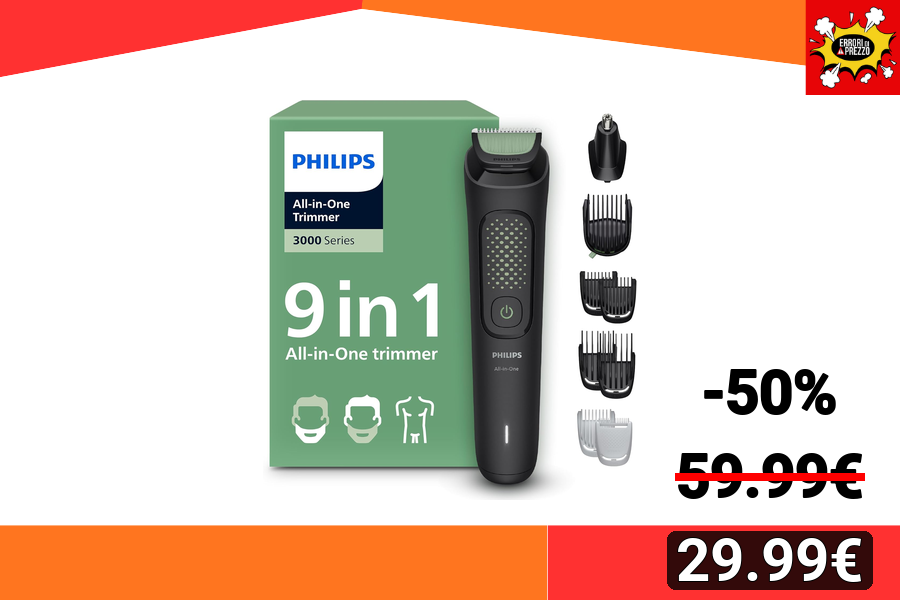 ERRORI DI
PREZZO
PHILIPS
All-in-One
Trimmer
3000 Series
9 in 1
All-in-One trimmer
PHILIPS
All-in-One
-50%
59.99€
29.99€